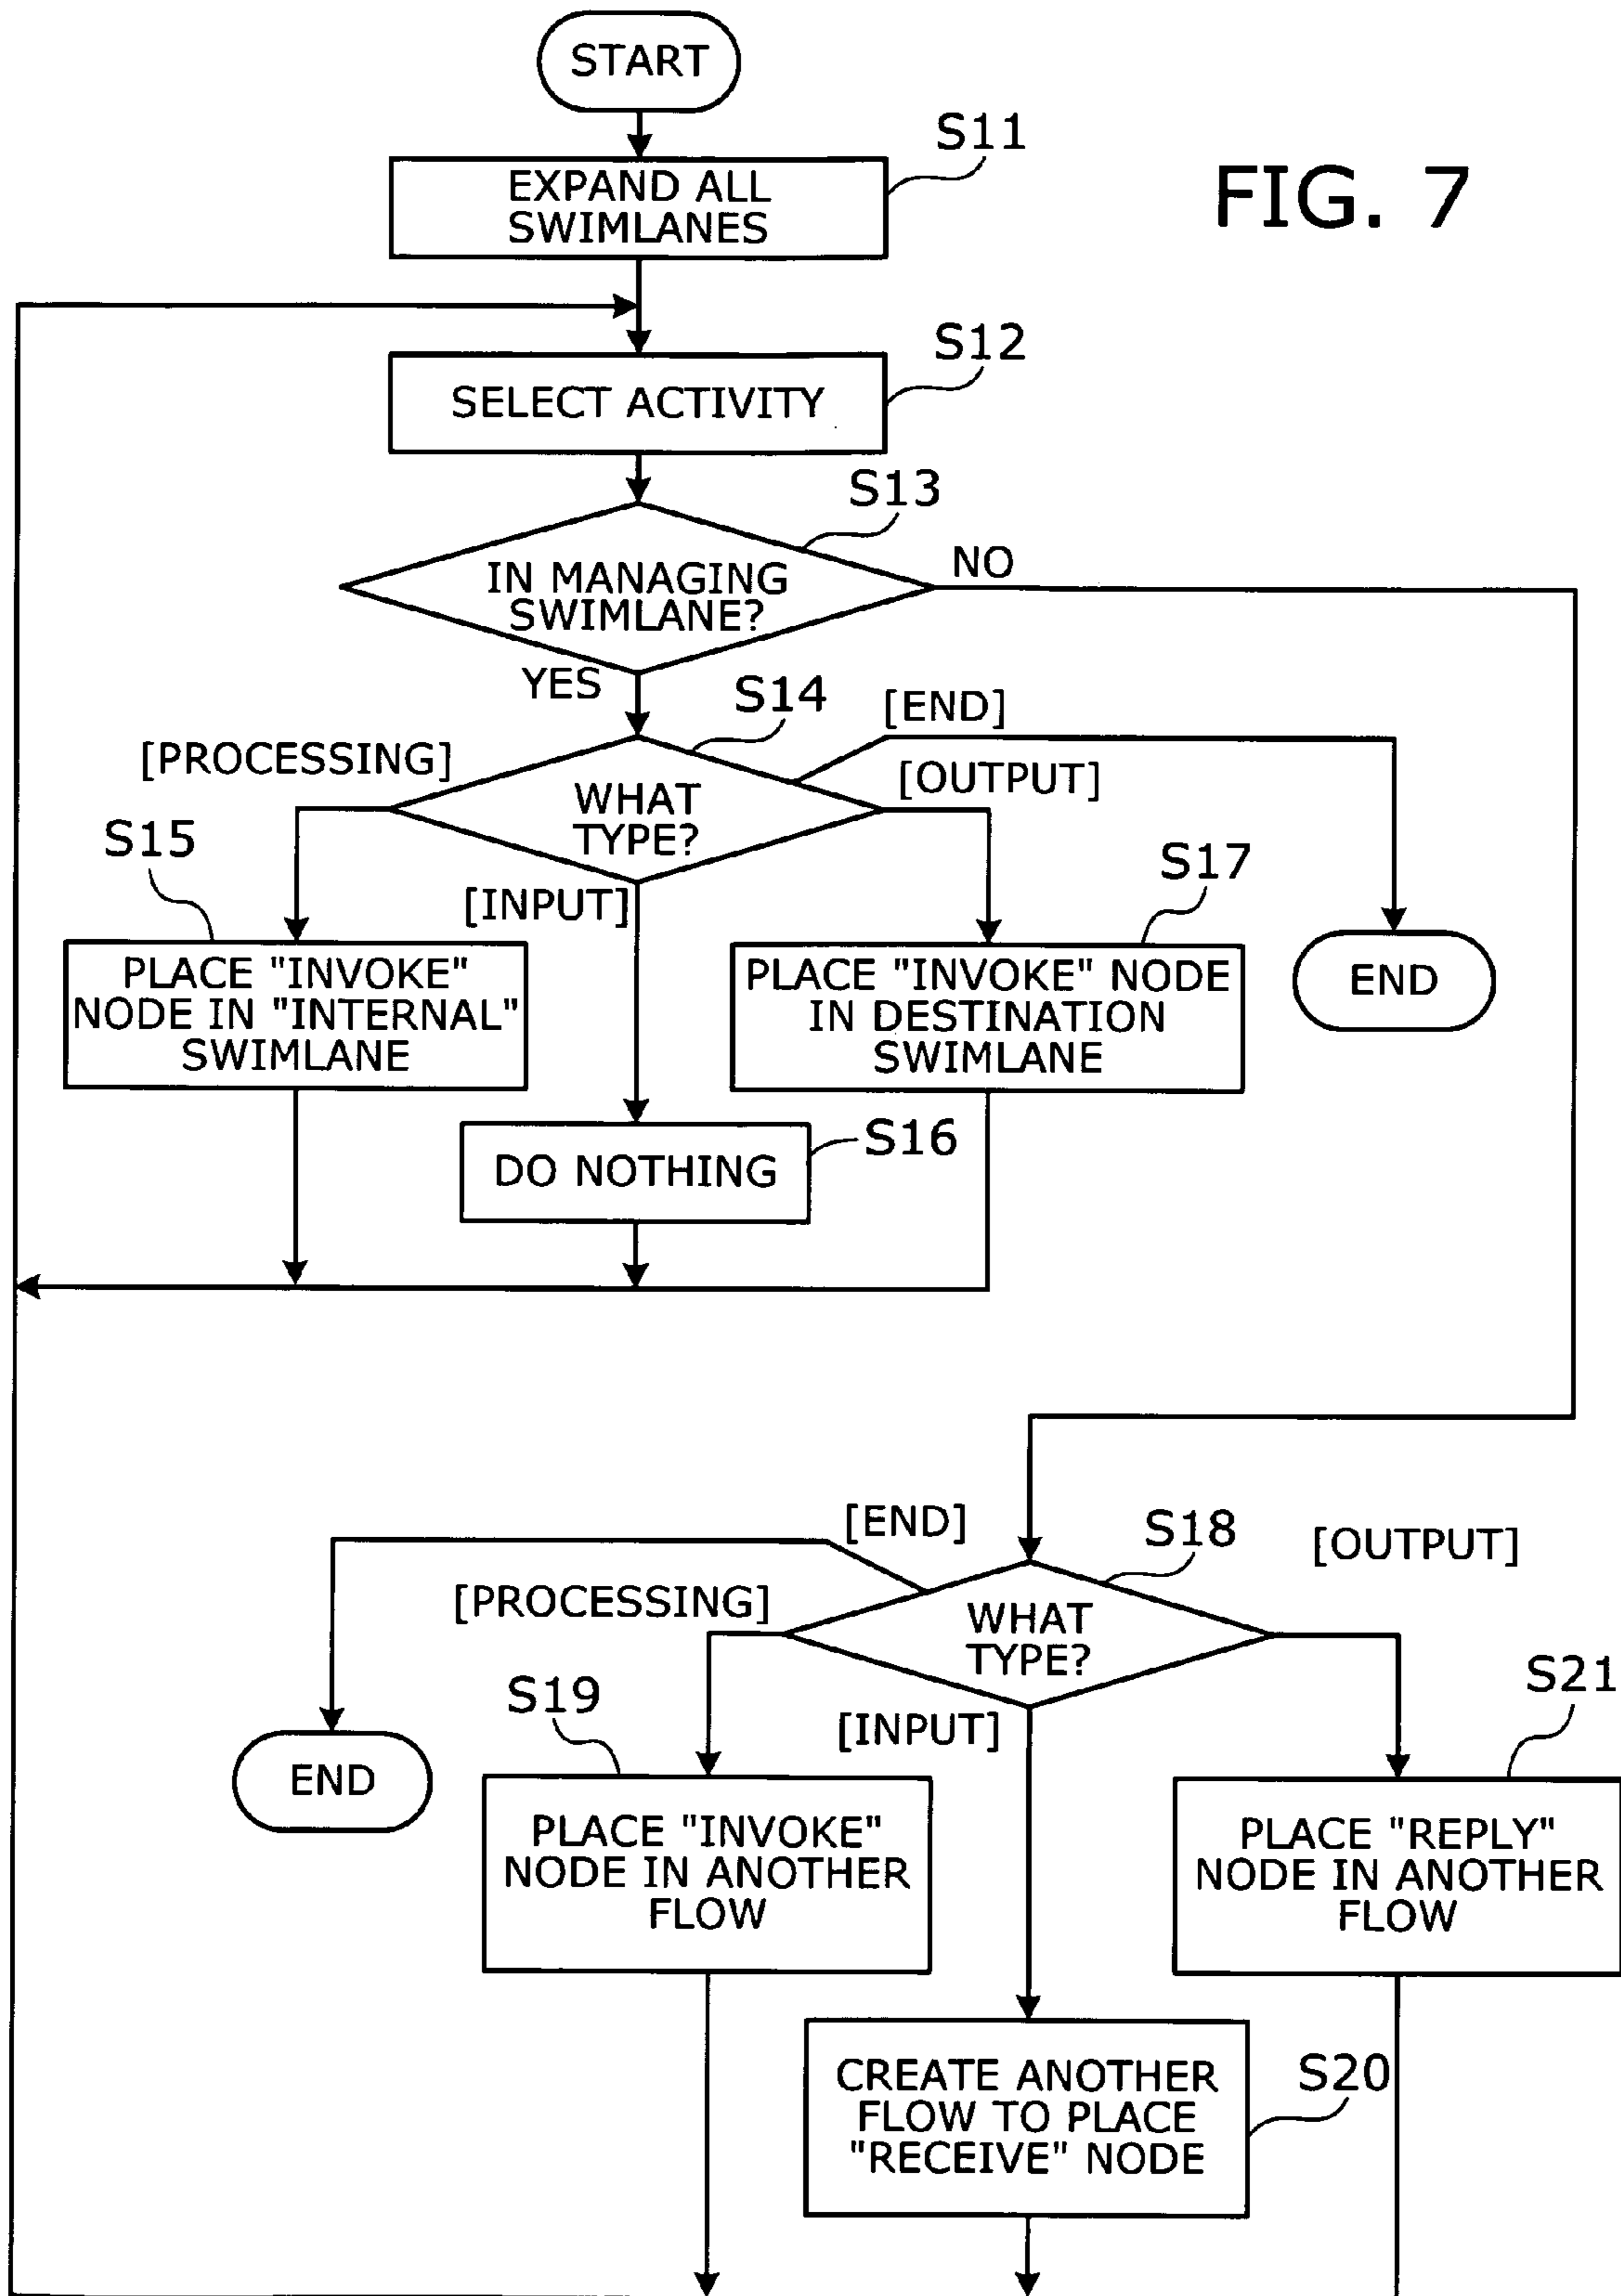 START
S11
EXPAND ALL
SWIMLANES
FIG. 7
S12
SELECT ACTIVITY
S13
IN MANAGING
SWIMLANE?
NO
YES
S14
[END]
[PROCESSING]
[OUTPUT]
WHAT
TYPE?
S15
[INPUT]
S17
PLACE "INVOKE"
NODE IN "INTERNAL"
SWIMLANE
PLACE "INVOKE" NODE
IN DESTINATION
SWIMLANE
END
S16
DO NOTHING
[END]
S18
[OUTPUT]
[PROCESSING]
WHAT
TYPE?
S19
[INPUT]
S21
END
PLACE "INVOKE"
NODE IN ANOTHER
FLOW
PLACE "REPLY"
NODE IN ANOTHER
FLOW
S20
CREATE ANOTHER
FLOW TO PLACE
"RECEIVE" NODE